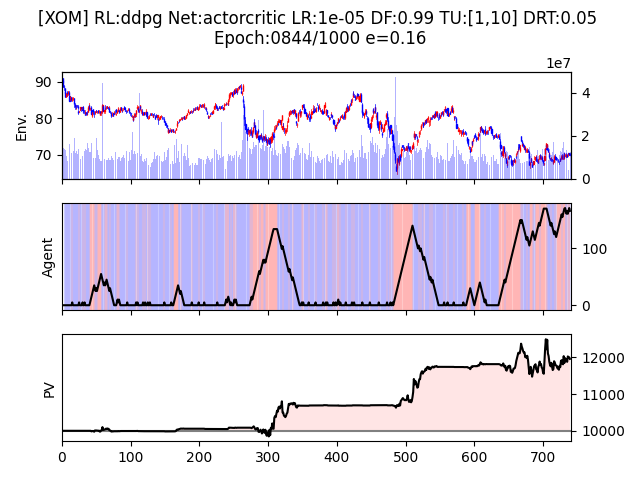 [XOM] RL:ddpg Net:actorcritic LR:1e-05 DF:0.99 TU:[1,10] DRT:0.05
Epoch:0844/1000 e=0.16
1e7
90
80
70
Env.
4
2
0
Agent
100
0
PV
12000
11000
10000
0 100 200 300 400 500 600 700